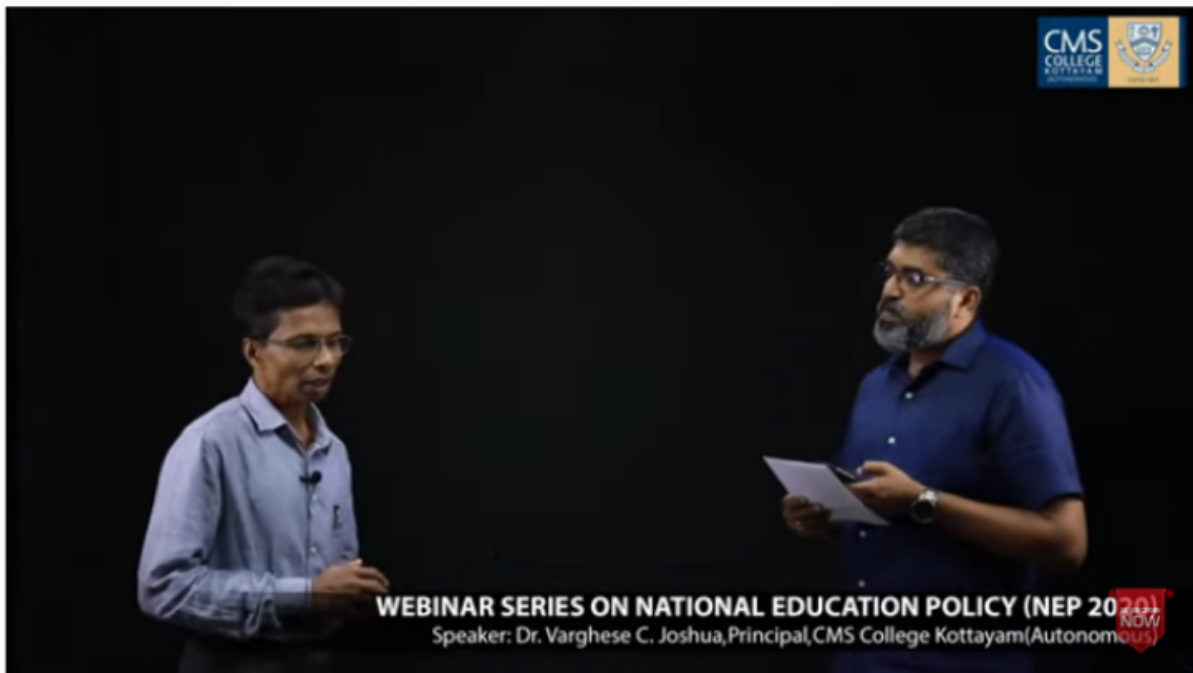 CMS
COLLEGE
KOTTAYAM
(AUTONOMOUS)
WEBINAR SERIES ON NATIONAL EDUCATION POLICY (NEP 2020)
Speaker: Dr. Varghese C. Joshua,Principal,CMS College Kottayam(Autonomous)
NOW